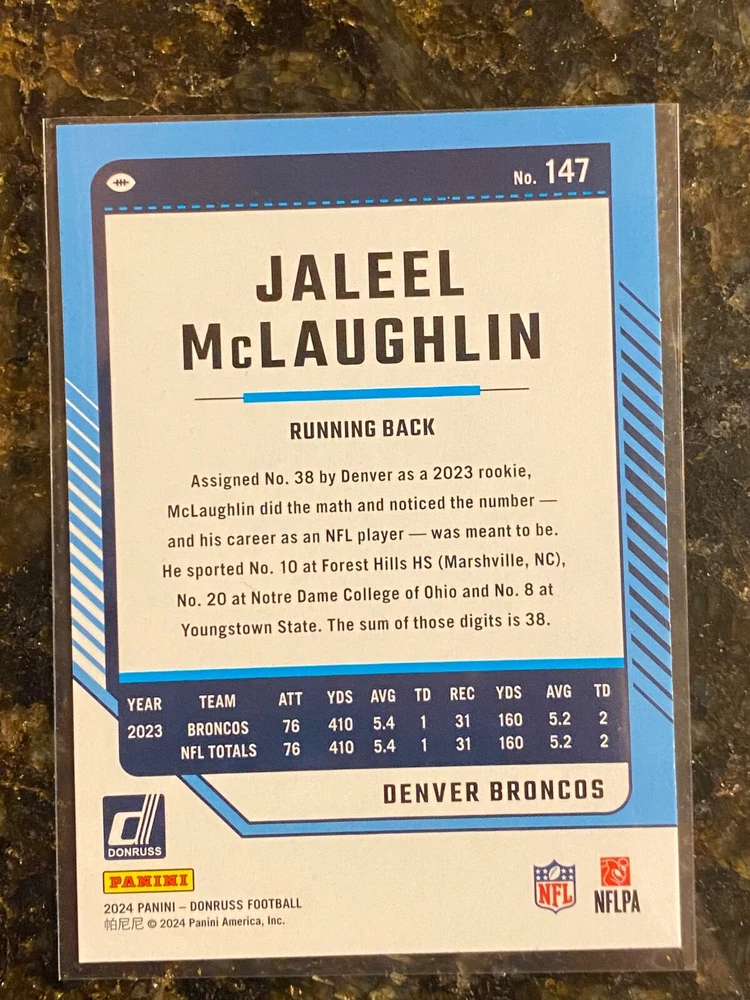 No. 147
JALEEL
McLAUGHLIN
RUNNING BACK
Assigned No. 38 by Denver as a 2023 rookie,
McLaughlin did the math and noticed the number —
and his career as an NFL player — was meant to be.
He sported No. 10 at Forest Hills HS (Marshville, NC),
No. 20 at Notre Dame College of Ohio and No. 8 at
Youngstown State. The sum of those digits is 38.
YEAR TEAM ATT YDS AVG TD REC YDS AVG TD
2023 BRONCOS 76 410 5.4 1 31 160 5.2 2
NFL TOTALS 76 410 5.4 1 31 160 5.2 2
DENVER BRONCOS
d
DONRUSS
PANINI
NFL
NFLPA
2024 PANINI – DONRUSS FOOTBALL
帕尼尼 © 2024 Panini America, Inc.